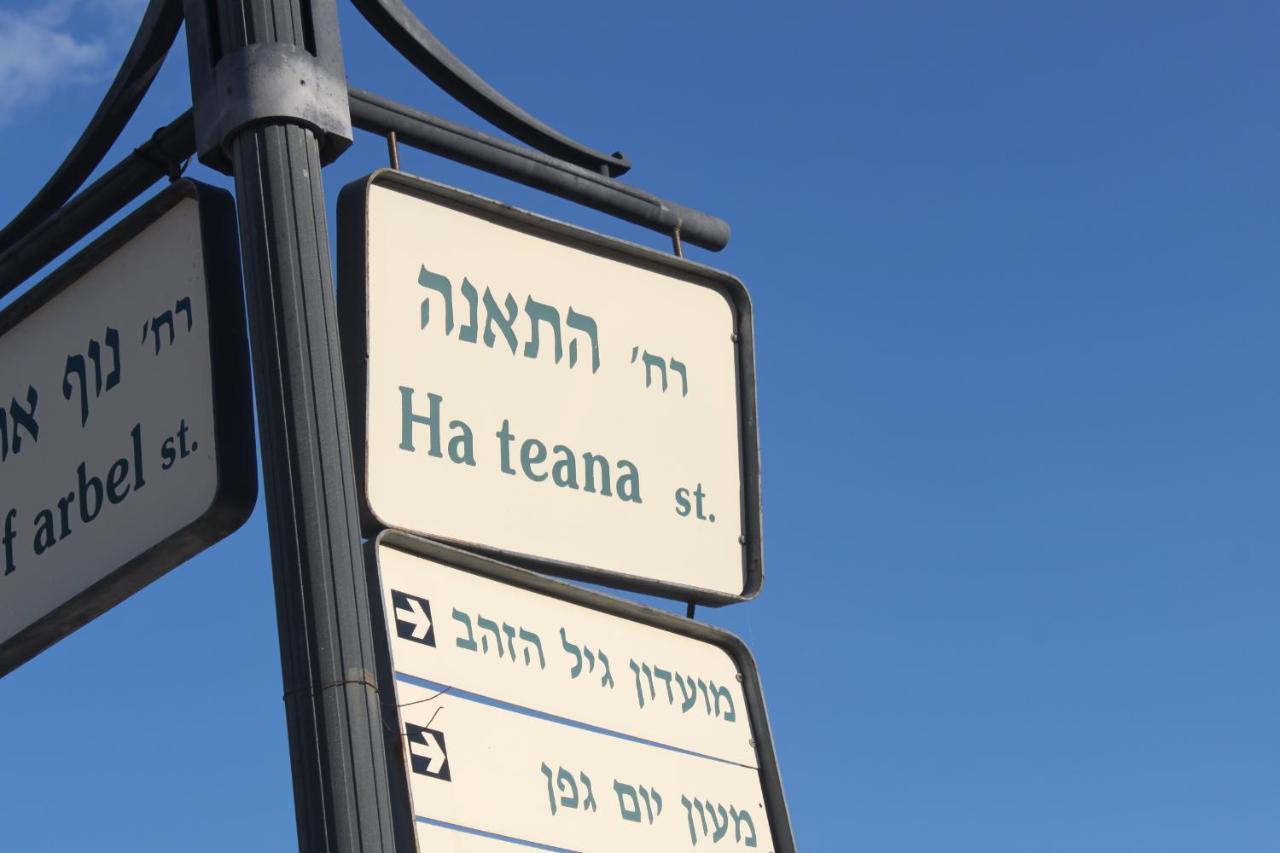 רח׳ נוף
arbel st.
רח׳ התאנה
Ha teana st.
מועדון גיל הזהב
מעון יום גפן